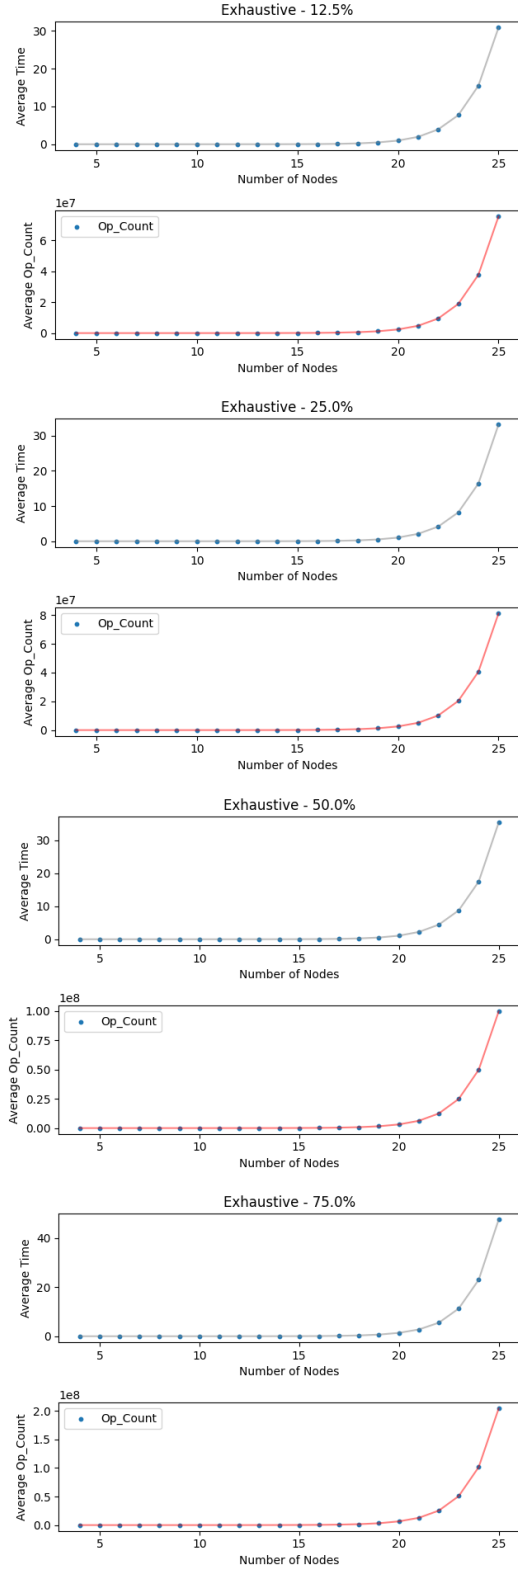 Exhaustive - 12.5%
30
20
10
0
Average Time
5 10 15 20 25
Number of Nodes
1e7
Op_Count
6
4
2
0
Average Op_Count
5 10 15 20 25
Number of Nodes
Exhaustive - 25.0%
30
20
10
0
Average Time
5 10 15 20 25
Number of Nodes
1e7
Op_Count
8
6
4
2
0
Average Op_Count
5 10 15 20 25
Number of Nodes
Exhaustive - 50.0%
30
20
10
0
Average Time
5 10 15 20 25
Number of Nodes
1e8
Op_Count
1.00
0.75
0.50
0.25
0.00
Average Op_Count
5 10 15 20 25
Number of Nodes
Exhaustive - 75.0%
40
20
0
Average Time
5 10 15 20 25
Number of Nodes
1e8
Op_Count
2.0
1.5
1.0
0.5
0.0
Average Op_Count
5 10 15 20 25
Number of Nodes